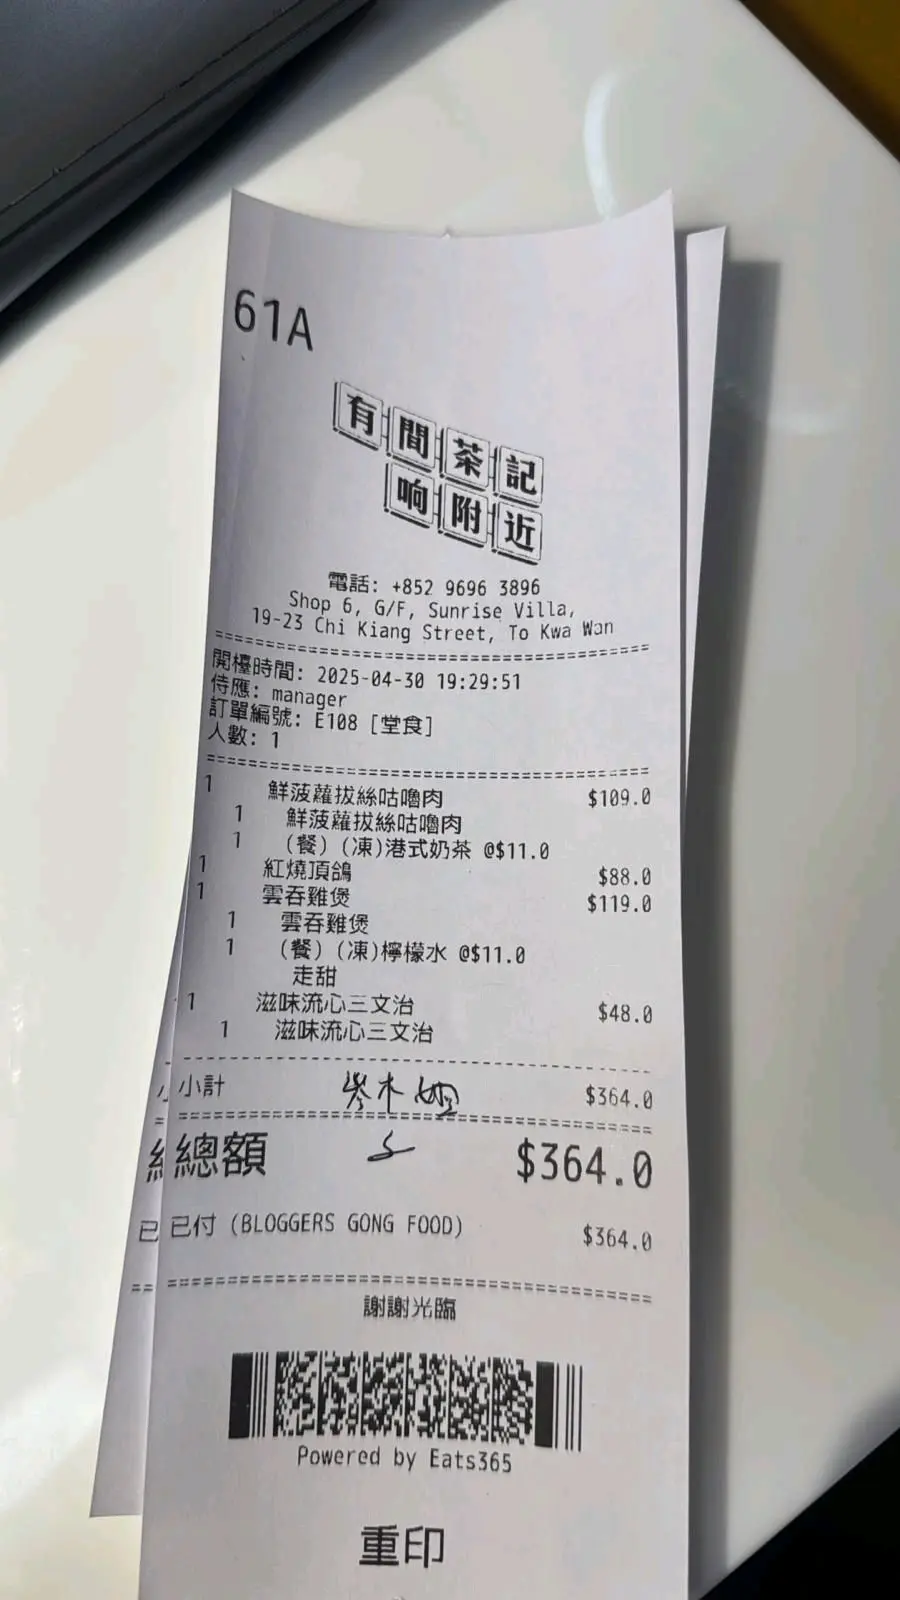 61A
有間茶記
响附近
電話: +852 9696 3896
Shop 6, G/F, Sunrise Villa,
19-23 Chi Kiang Street, To Kwa Wan
開檯時間: 2025-04-30 19:29:51
侍應: manager
訂單編號: E108 [堂食]
人數: 1
1 鮮菠蘿拔絲咕嚕肉 $109.0
1 鮮菠蘿拔絲咕嚕肉
1 (餐) (凍)港式奶茶 @$11.0
1 紅燒頂鴿 $88.0
1 雲吞雞煲 $119.0
1 雲吞雞煲
1 (餐) (凍)檸檬水 @$11.0
走甜
1 滋味流心三文治 $48.0
1 滋味流心三文治
小計 $364.0
總額 $364.0
已付 (BLOGGERS GONG FOOD) $364.0
謝謝光臨
Powered by Eats365
重印